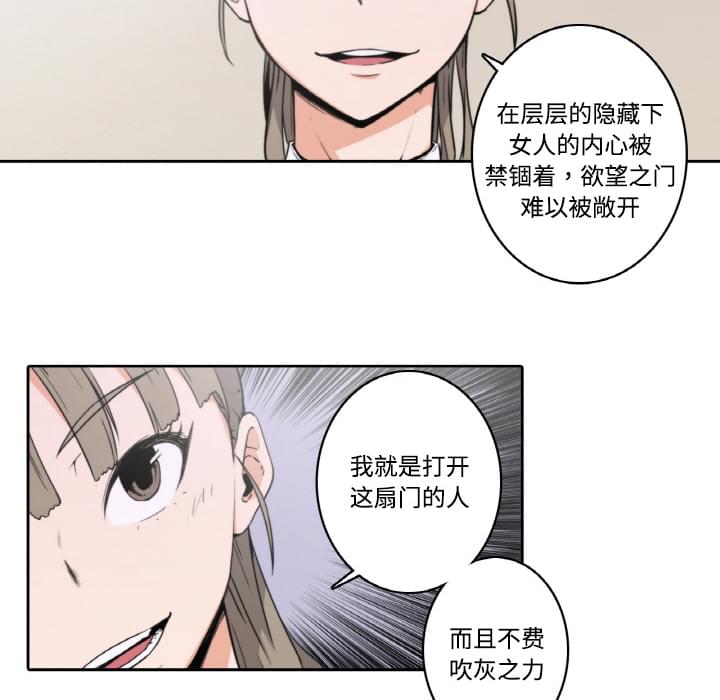 在层层的隐藏下
女人的内心被
禁锢着，欲望之门
难以被敞开
我就是打开
这扇门的人
而且不费
吹灰之力